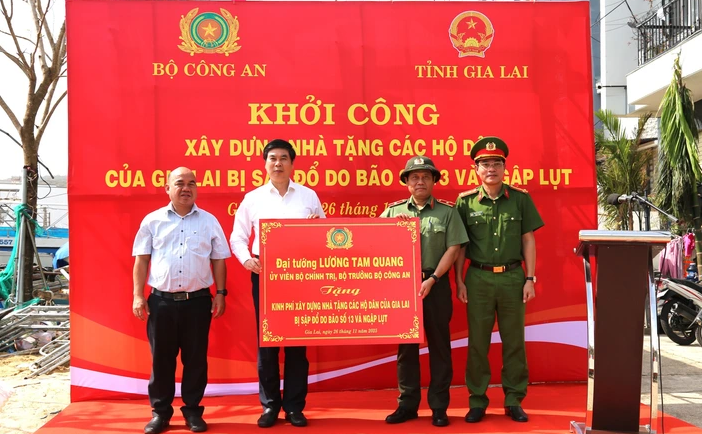 BỘ CÔNG AN
TỈNH GIA LAI
KHỞI CÔNG
XÂY DỰNG NHÀ TẶNG CÁC HỘ DÂN
CỦA GIA LAI BỊ SẬP ĐỔ DO BÃO SỐ 13 VÀ NGẬP LỤT
26 tháng
Đại tướng LƯƠNG TAM QUANG
ỦY VIÊN BỘ CHÍNH TRỊ, BỘ TRƯỞNG BỘ CÔNG AN
Tặng
KINH PHÍ XÂY DỰNG NHÀ TẶNG CÁC HỘ DÂN CỦA GIA LAI
BỊ SẬP ĐỔ DO BÃO SỐ 13 VÀ NGẬP LỤT
Gia Lai, ngày 26 tháng 11 năm 2025
557